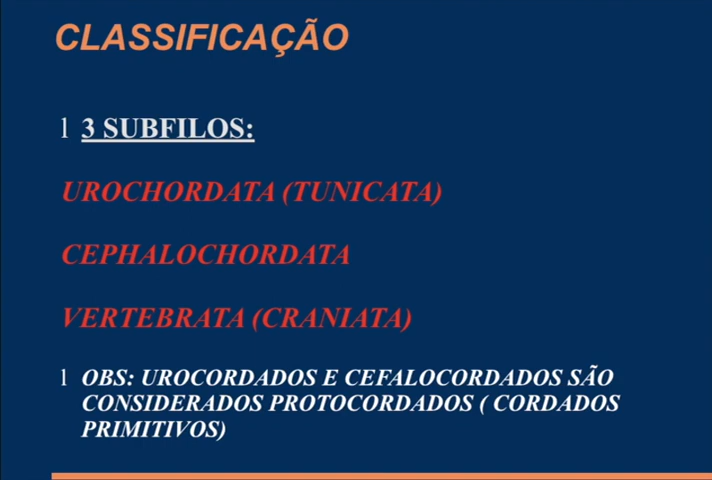 CLASSIFICAÇÃO
l 3 SUBFILOS:
UROCHORDATA (TUNICATA)
CEPHALOCHORDATA
VERTEBRATA (CRANIATA)
l OBS: UROCORDADOS E CEFALOCORDADOS SÃO
CONSIDERADOS PROTOCORDADOS ( CORDADOS
PRIMITIVOS)